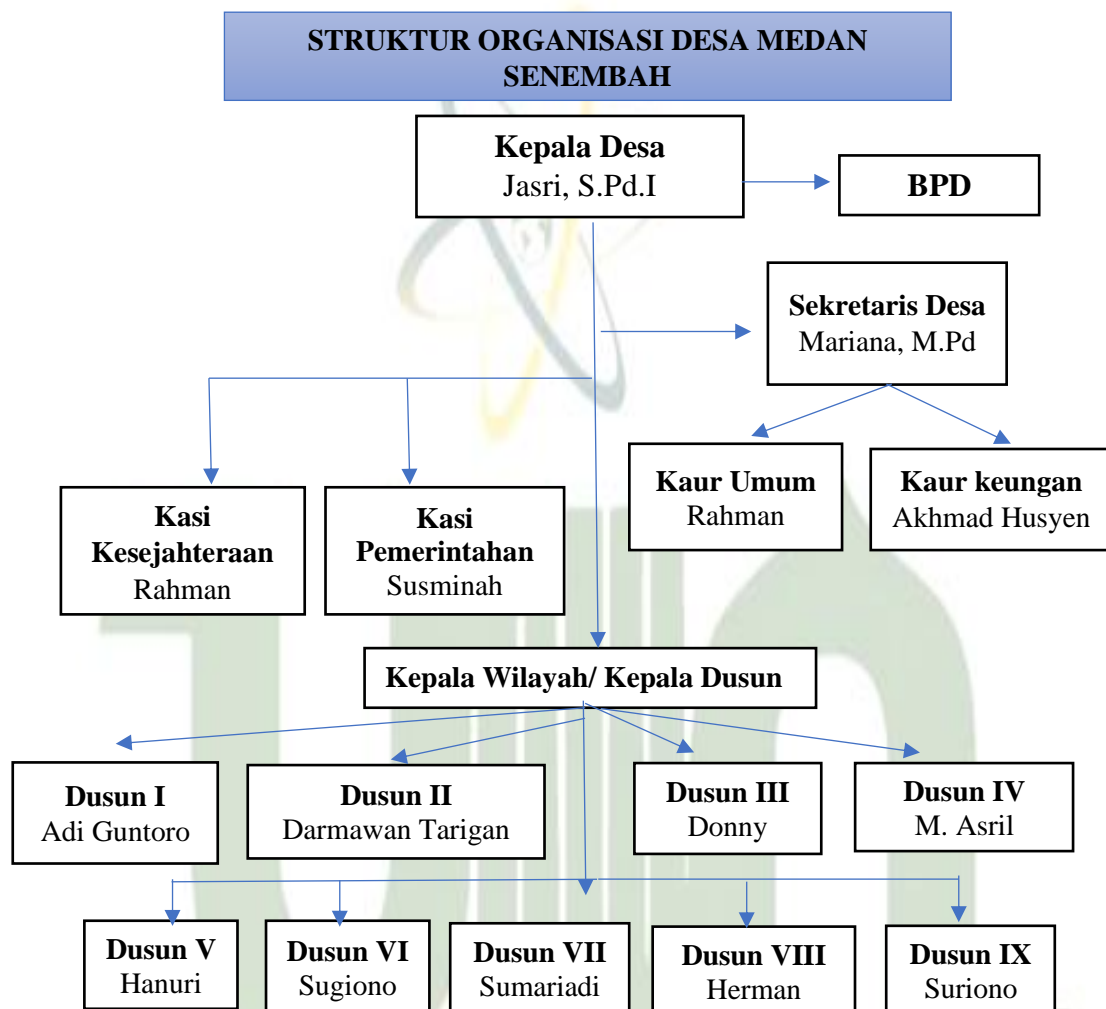 STRUKTUR ORGANISASI DESA MEDAN
SENEMBAH
Kepala Desa
Jasri, S.Pd.I
BPD
Sekretaris Desa
Mariana, M.Pd
Kaur Umum
Rahman
Kaur keungan
Akhmad Husyen
Kasi
Kesejahteraan
Rahman
Kasi
Pemerintahan
Susminah
Kepala Wilayah/ Kepala Dusun
Dusun I
Adi Guntoro
Dusun II
Darmawan Tarigan
Dusun III
Donny
Dusun IV
M. Asril
Dusun V
Hanuri
Dusun VI
Sugiono
Dusun VII
Sumariadi
Dusun VIII
Herman
Dusun IX
Suriono